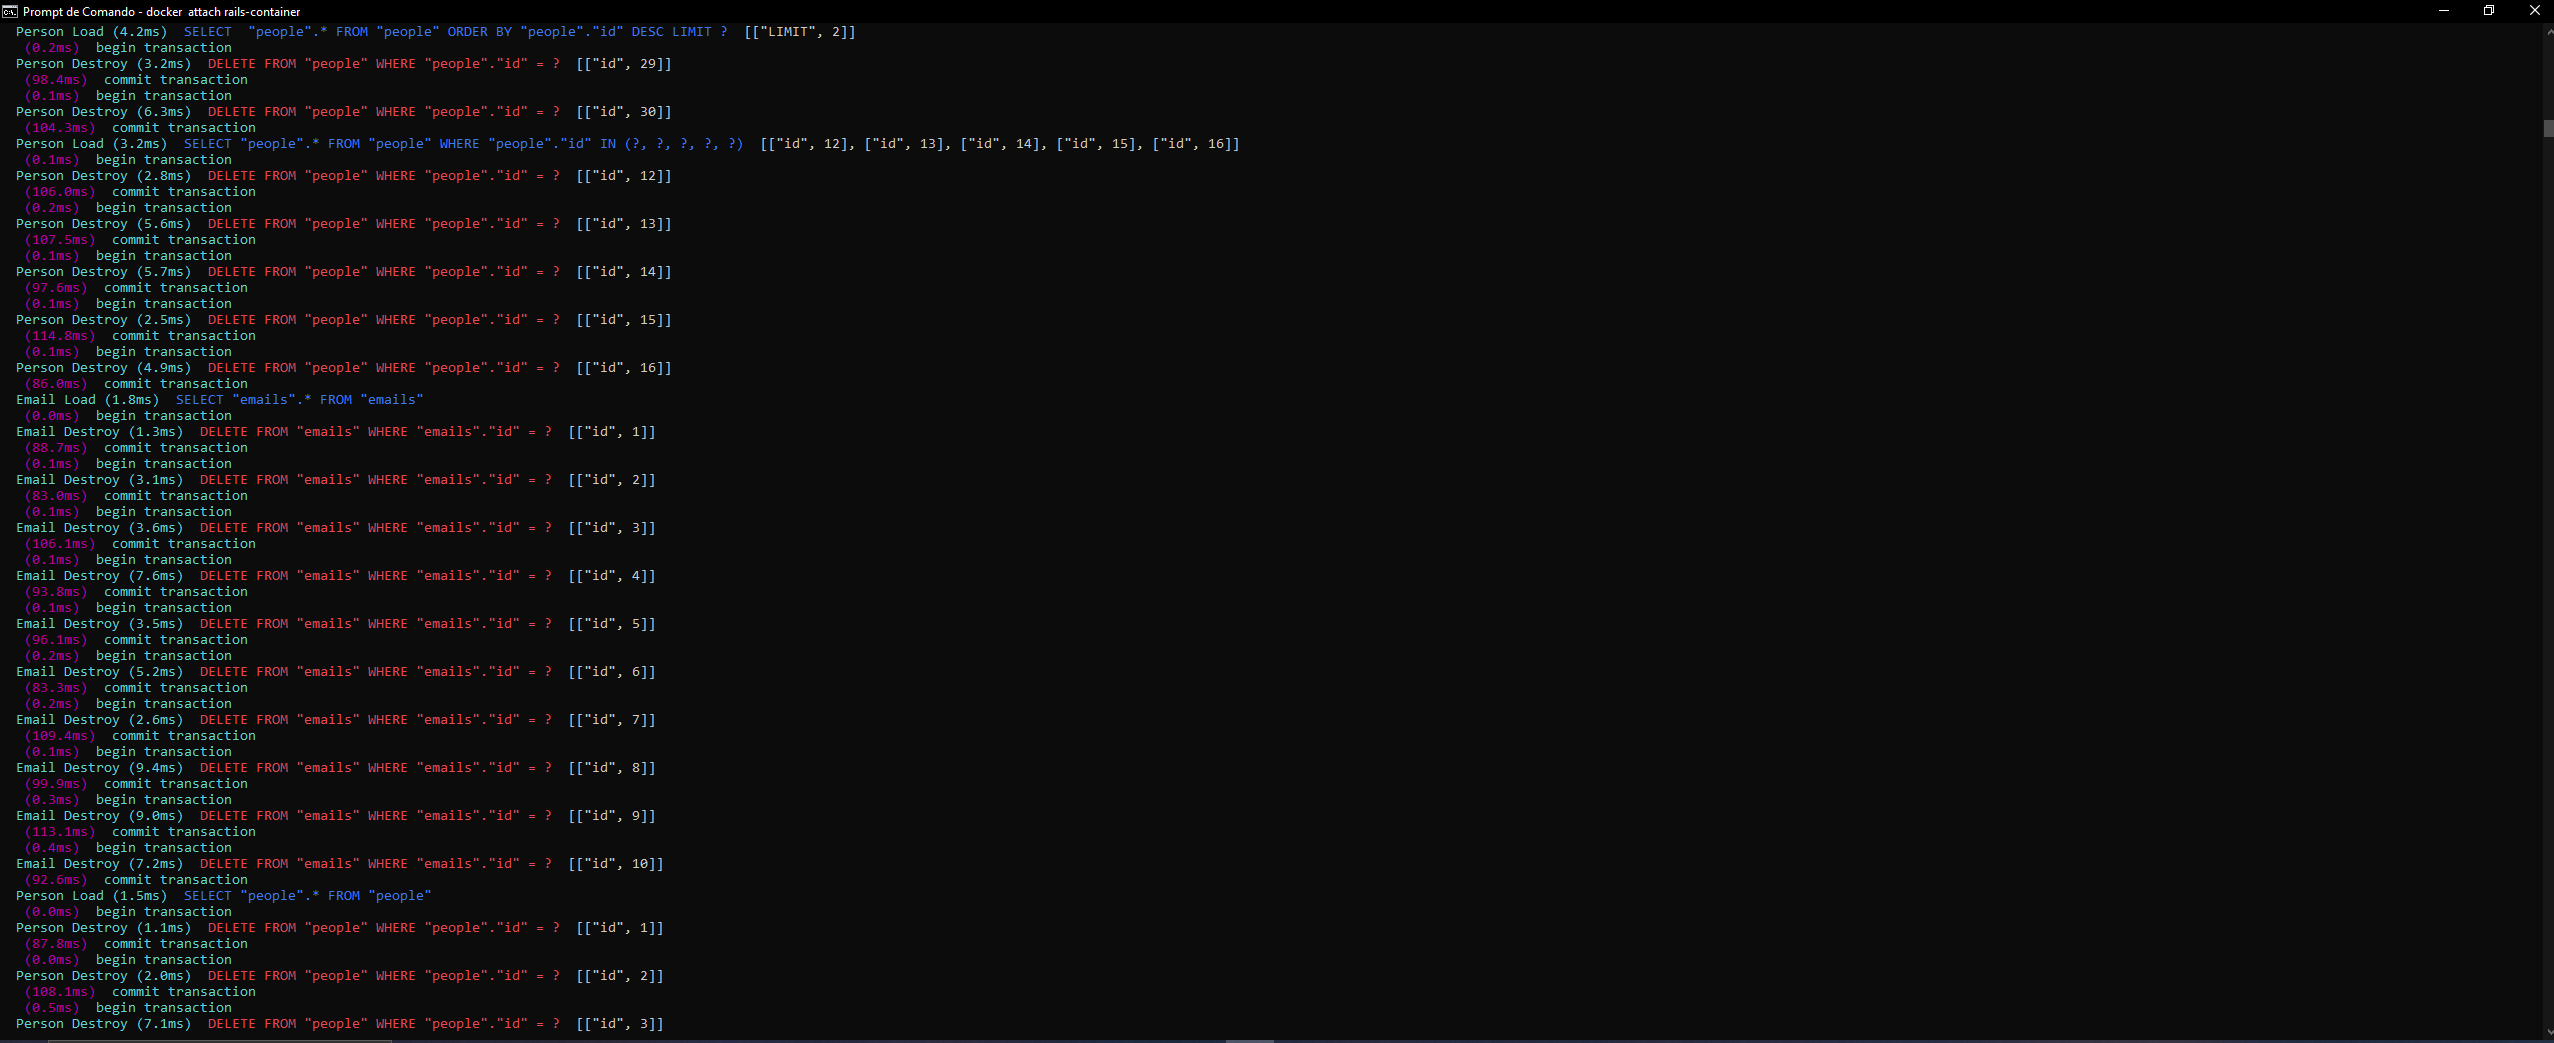 Prompt de Comando - docker  attach rails-container
Person Load (4.2ms)  SELECT  "people".* FROM "people" ORDER BY "people"."id" DESC LIMIT ?  [["LIMIT", 2]]
(0.2ms)  begin transaction
Person Destroy (3.2ms)  DELETE FROM "people" WHERE "people"."id" = ?  [["id", 29]]
(98.4ms)  commit transaction
(0.1ms)  begin transaction
Person Destroy (6.3ms)  DELETE FROM "people" WHERE "people"."id" = ?  [["id", 30]]
(104.3ms)  commit transaction
Person Load (3.2ms)  SELECT "people".* FROM "people" WHERE "people"."id" IN (?, ?, ?, ?, ?)  [["id", 12], ["id", 13], ["id", 14], ["id", 15], ["id", 16]]
(0.1ms)  begin transaction
Person Destroy (2.8ms)  DELETE FROM "people" WHERE "people"."id" = ?  [["id", 12]]
(106.0ms)  commit transaction
(0.2ms)  begin transaction
Person Destroy (5.6ms)  DELETE FROM "people" WHERE "people"."id" = ?  [["id", 13]]
(107.5ms)  commit transaction
(0.1ms)  begin transaction
Person Destroy (5.7ms)  DELETE FROM "people" WHERE "people"."id" = ?  [["id", 14]]
(97.6ms)  commit transaction
(0.1ms)  begin transaction
Person Destroy (2.5ms)  DELETE FROM "people" WHERE "people"."id" = ?  [["id", 15]]
(114.8ms)  commit transaction
(0.1ms)  begin transaction
Person Destroy (4.9ms)  DELETE FROM "people" WHERE "people"."id" = ?  [["id", 16]]
(86.0ms)  commit transaction
Email Load (1.8ms)  SELECT "emails".* FROM "emails"
(0.0ms)  begin transaction
Email Destroy (1.3ms)  DELETE FROM "emails" WHERE "emails"."id" = ?  [["id", 1]]
(88.7ms)  commit transaction
(0.1ms)  begin transaction
Email Destroy (3.1ms)  DELETE FROM "emails" WHERE "emails"."id" = ?  [["id", 2]]
(83.0ms)  commit transaction
(0.1ms)  begin transaction
Email Destroy (3.6ms)  DELETE FROM "emails" WHERE "emails"."id" = ?  [["id", 3]]
(106.1ms)  commit transaction
(0.1ms)  begin transaction
Email Destroy (7.6ms)  DELETE FROM "emails" WHERE "emails"."id" = ?  [["id", 4]]
(93.8ms)  commit transaction
(0.1ms)  begin transaction
Email Destroy (3.5ms)  DELETE FROM "emails" WHERE "emails"."id" = ?  [["id", 5]]
(96.1ms)  commit transaction
(0.2ms)  begin transaction
Email Destroy (5.2ms)  DELETE FROM "emails" WHERE "emails"."id" = ?  [["id", 6]]
(83.3ms)  commit transaction
(0.2ms)  begin transaction
Email Destroy (2.6ms)  DELETE FROM "emails" WHERE "emails"."id" = ?  [["id", 7]]
(109.4ms)  commit transaction
(0.1ms)  begin transaction
Email Destroy (9.4ms)  DELETE FROM "emails" WHERE "emails"."id" = ?  [["id", 8]]
(99.9ms)  commit transaction
(0.3ms)  begin transaction
Email Destroy (9.0ms)  DELETE FROM "emails" WHERE "emails"."id" = ?  [["id", 9]]
(113.1ms)  commit transaction
(0.4ms)  begin transaction
Email Destroy (7.2ms)  DELETE FROM "emails" WHERE "emails"."id" = ?  [["id", 10]]
(92.6ms)  commit transaction
Person Load (1.5ms)  SELECT "people".* FROM "people"
(0.0ms)  begin transaction
Person Destroy (1.1ms)  DELETE FROM "people" WHERE "people"."id" = ?  [["id", 1]]
(87.8ms)  commit transaction
(0.0ms)  begin transaction
Person Destroy (2.0ms)  DELETE FROM "people" WHERE "people"."id" = ?  [["id", 2]]
(108.1ms)  commit transaction
(0.5ms)  begin transaction
Person Destroy (7.1ms)  DELETE FROM "people" WHERE "people"."id" = ?  [["id", 3]]